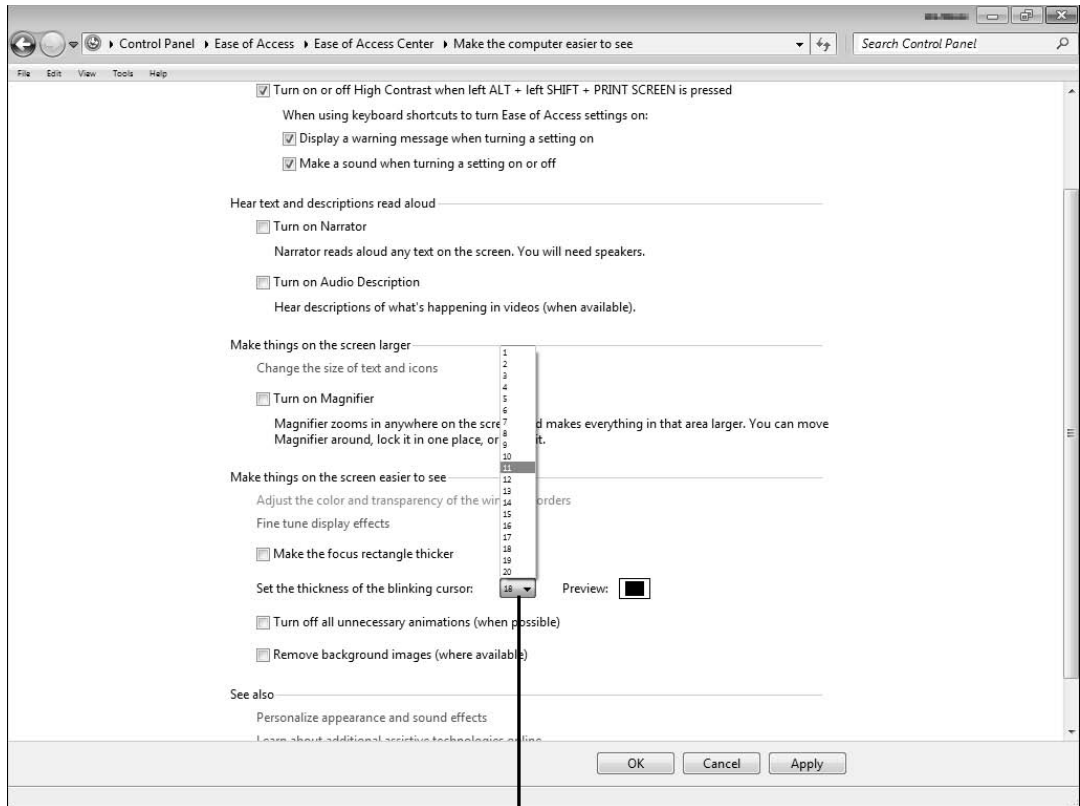 Control Panel Ease of Access Ease of Access Center Make the computer easier to see Search Control Panel
File Edit View Tools Help
Turn on or off High Contrast when left ALT + left SHIFT + PRINT SCREEN is pressed
When using keyboard shortcuts to turn Ease of Access settings on:
Display a warning message when turning a setting on
Make a sound when turning a setting on or off
Hear text and descriptions read aloud
Turn on Narrator
Narrator reads aloud any text on the screen. You will need speakers.
Turn on Audio Description
Hear descriptions of what's happening in videos (when available).
Make things on the screen larger
Change the size of text and icons
Turn on Magnifier
Magnifier zooms in anywhere on the makes everything in that area larger. You can move
Magnifier around, lock it in one place, or
Make things on the screen easier to see
Adjust the color and transparency of the
Fine tune display effects
Make the focus rectangle thicker
1
2
3
4
5
6
7
8
9
10
11
12
13
14
15
16
17
18
19
20
Set the thickness of the blinking cursor: 18 Preview:
Turn off all unnecessary animations (when possible)
Remove background images (where available)
See also
Personalize appearance and sound effects
Learn about additional assistive technologies online
OK Cancel Apply